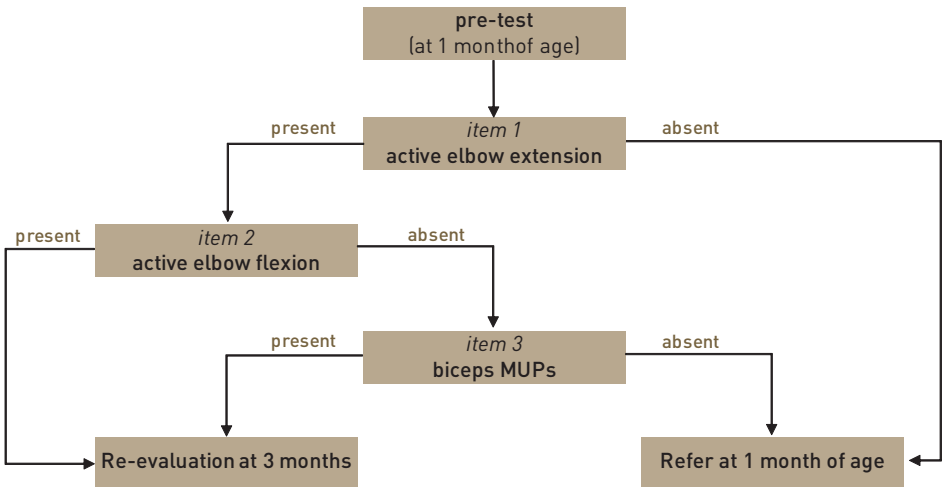 pre-test
(at 1 monthof age)
present
item 1
absent
active elbow extension
present
item 2
absent
active elbow flexion
present
item 3
absent
biceps MUPs
Re-evaluation at 3 months
Refer at 1 month of age